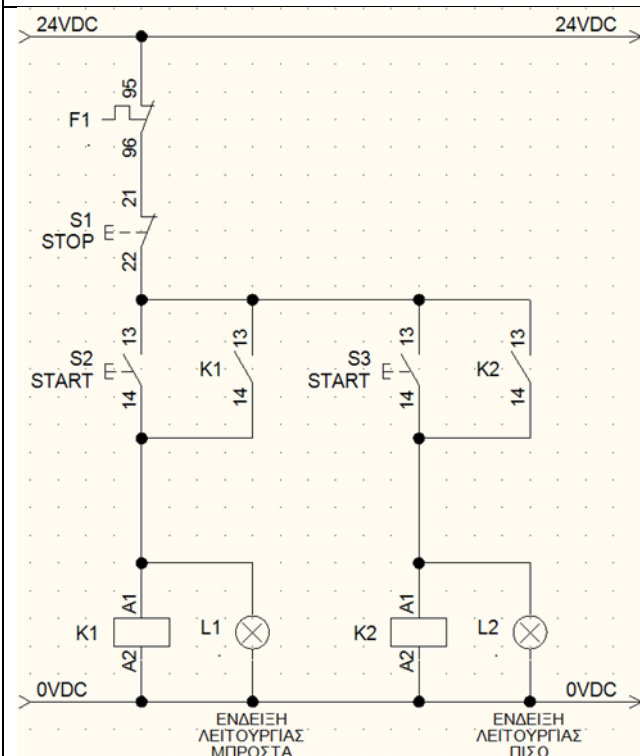 24VDC 24VDC
95
F1
96
21
S1
STOP
22
13 13 13 13
S2 K1 S3 K2
START START
14 14 14 14
A1 A1
K1 L1 K2 L2
A2 A2
0VDC 0VDC
ΕΝΔΕΙΞΗ ΕΝΔΕΙΞΗ
ΛΕΙΤΟΥΡΓΙΑΣ ΛΕΙΤΟΥΡΓΙΑΣ
ΜΠΡΟΣΤΑ ΠΙΣΩ